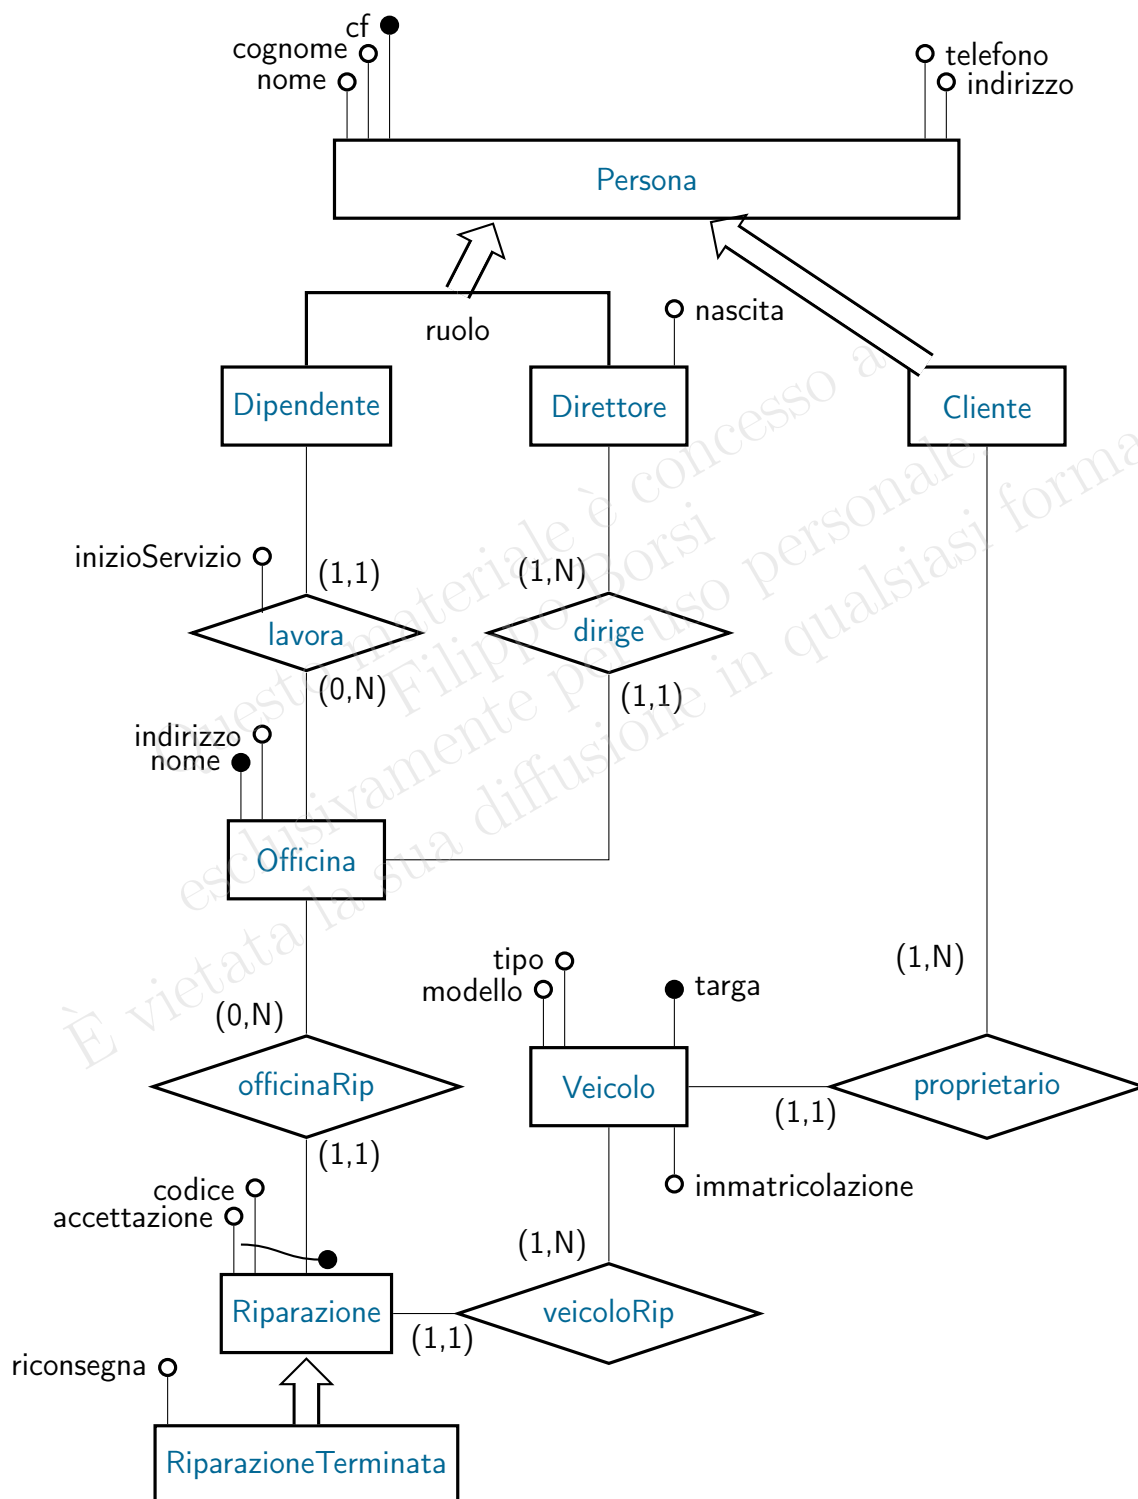 cf
cognome
nome
telefono
indirizzo
Persona
ruolo
nascita
Dipendente
Direttore
Cliente
inizioServizio
(1,1)
(1,N)
lavora
dirige
(0,N)
(1,1)
indirizzo
nome
Officina
(1,N)
tipo
modello
targa
(0,N)
officinaRip
Veicolo
proprietario
(1,1)
(1,1)
codice
accettazione
immatricolazione
(1,N)
Riparazione
veicoloRip
(1,1)
riconsegna
RiparazioneTerminata
Questo materiale è concesso a
Filippo Borsi
esclusivamente per uso personale.
È vietata la sua diffusione in qualsiasi forma